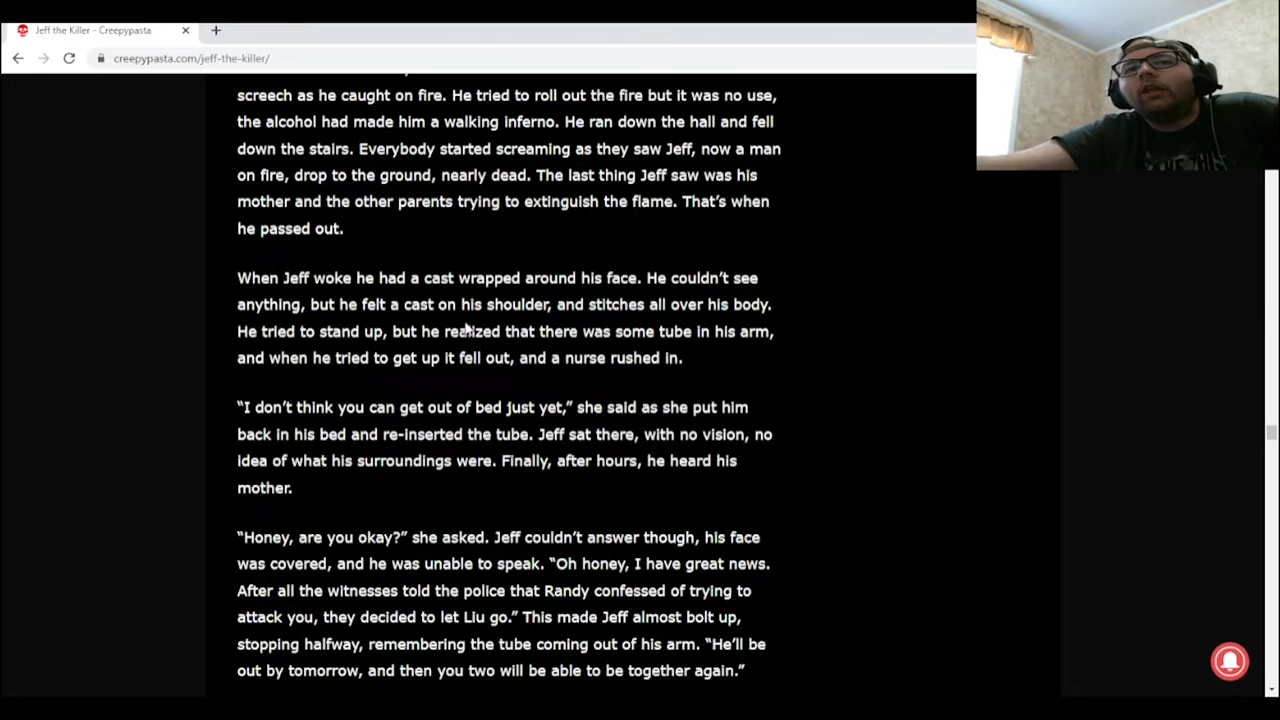 Jeff the Killer - Creepypasta
creepypasta.com/jeff-the-killer/
screech as he caught on fire. He tried to roll out the fire but it was no use,
the alcohol had made him a walking inferno. He ran down the hall and fell
down the stairs. Everybody started screaming as they saw Jeff, now a man
on fire, drop to the ground, nearly dead. The last thing Jeff saw was his
mother and the other parents trying to extinguish the flame. That’s when
he passed out.
When Jeff woke he had a cast wrapped around his face. He couldn’t see
anything, but he felt a cast on his shoulder, and stitches all over his body.
He tried to stand up, but he realized that there was some tube in his arm,
and when he tried to get up it fell out, and a nurse rushed in.
“I don’t think you can get out of bed just yet,” she said as she put him
back in his bed and re-inserted the tube. Jeff sat there, with no vision, no
idea of what his surroundings were. Finally, after hours, he heard his
mother.
“Honey, are you okay?” she asked. Jeff couldn’t answer though, his face
was covered, and he was unable to speak. “Oh honey, I have great news.
After all the witnesses told the police that Randy confessed of trying to
attack you, they decided to let Liu go.” This made Jeff almost bolt up,
stopping halfway, remembering the tube coming out of his arm. “He’ll be
out by tomorrow, and then you two will be able to be together again.”